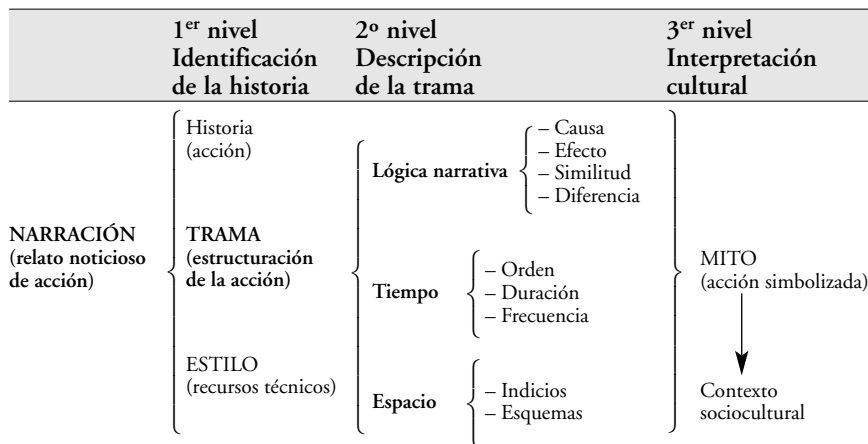 1er nivel
Identificación
de la historia
2º nivel
Descripción
de la trama
3er nivel
Interpretación
cultural
NARRACIÓN
(relato noticioso
de acción)
Historia
(acción)
TRAMA
(estructuración
de la acción)
ESTILO
(recursos técnicos)
Lógica narrativa
– Causa
– Efecto
– Similitud
– Diferencia
Tiempo
– Orden
– Duración
– Frecuencia
Espacio
– Indicios
– Esquemas
MITO
(acción simbolizada)
Contexto
sociocultural